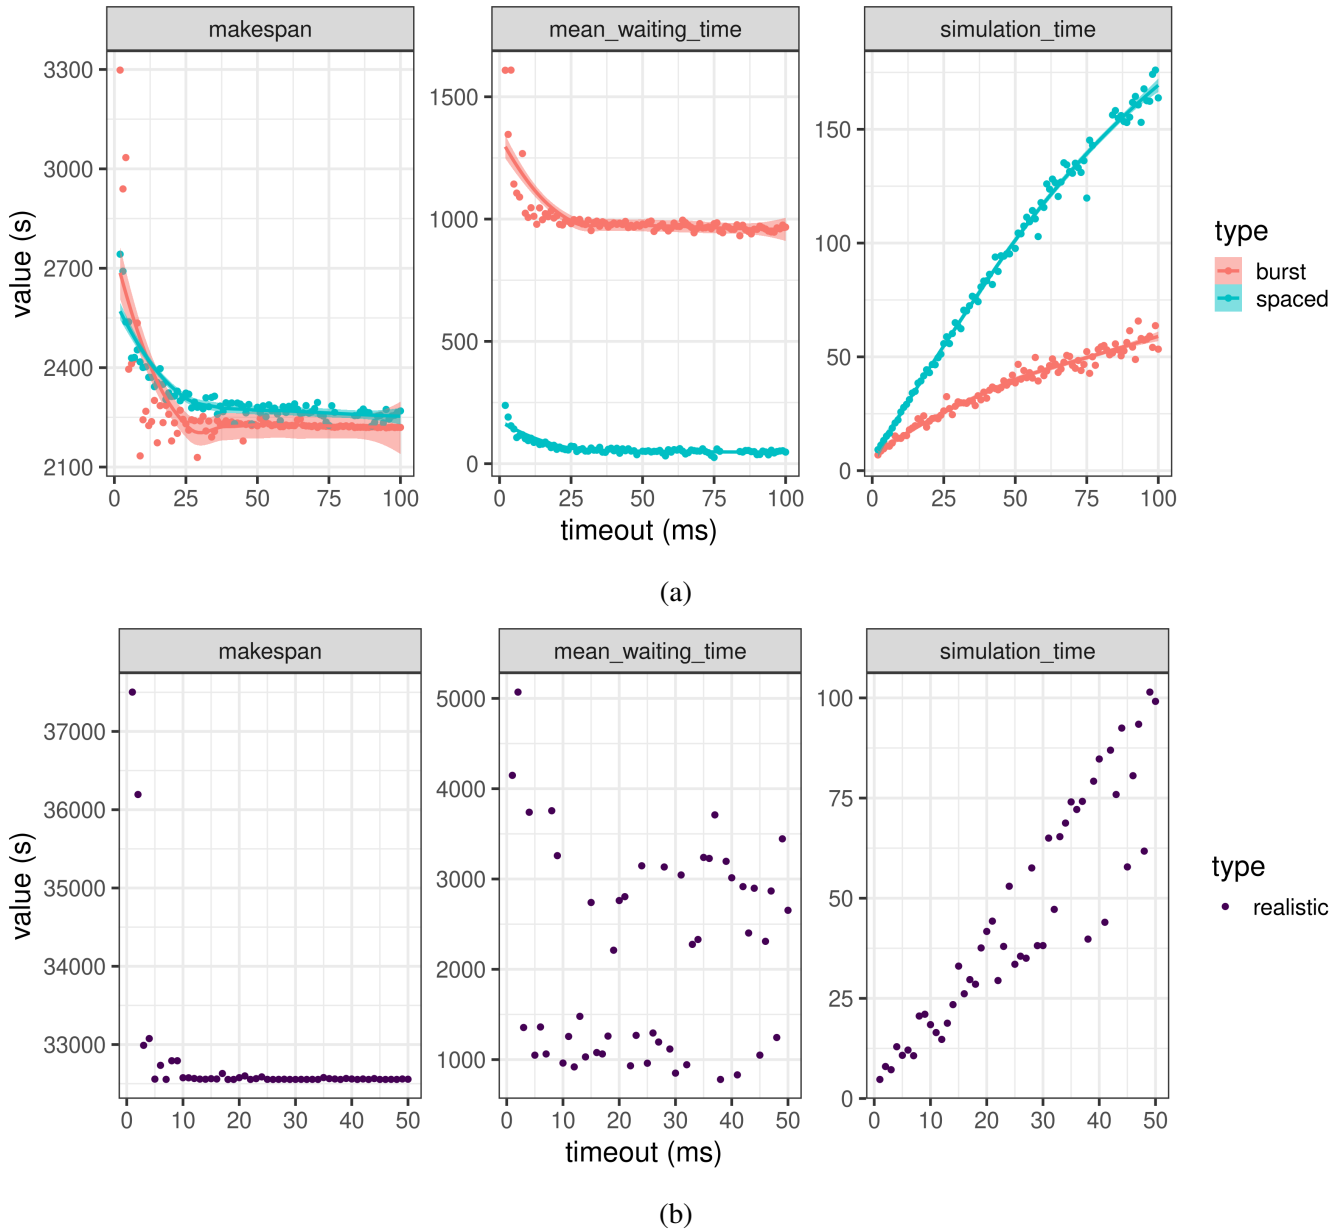 makespan mean_waiting_time simulation_time
3300
3000
2700
2400
2100
1500
1000
500
0
150
100
50
0
value (s)
0 25 50 75 100 0 25 50 75 100 0 25 50 75 100
timeout (ms)
type
burst
spaced
(a)
makespan mean_waiting_time simulation_time
37000
36000
35000
34000
33000
5000
4000
3000
2000
1000
100
75
50
25
0
value (s)
0 10 20 30 40 50 0 10 20 30 40 50 0 10 20 30 40 50
timeout (ms)
type
realistic
(b)